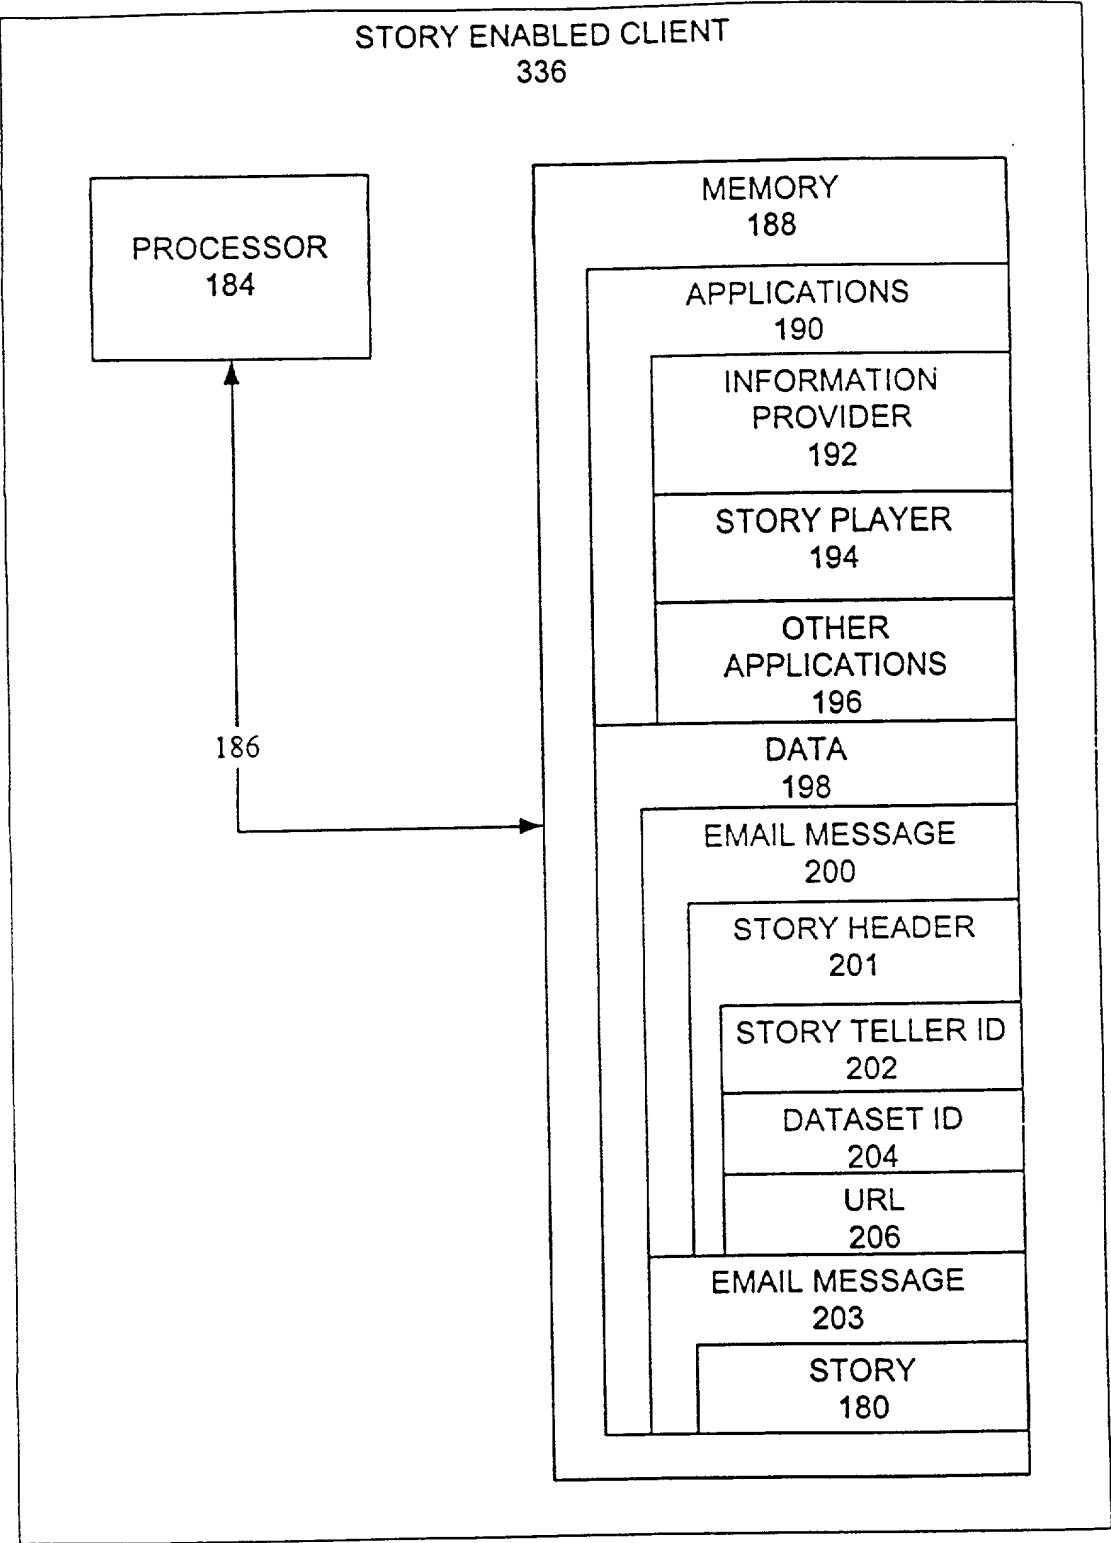 STORY ENABLED CLIENT
336
PROCESSOR
184
186
MEMORY
188
APPLICATIONS
190
INFORMATION
PROVIDER
192
STORY PLAYER
194
OTHER
APPLICATIONS
196
DATA
198
EMAIL MESSAGE
200
STORY HEADER
201
STORY TELLER ID
202
DATASET ID
204
URL
206
EMAIL MESSAGE
203
STORY
180